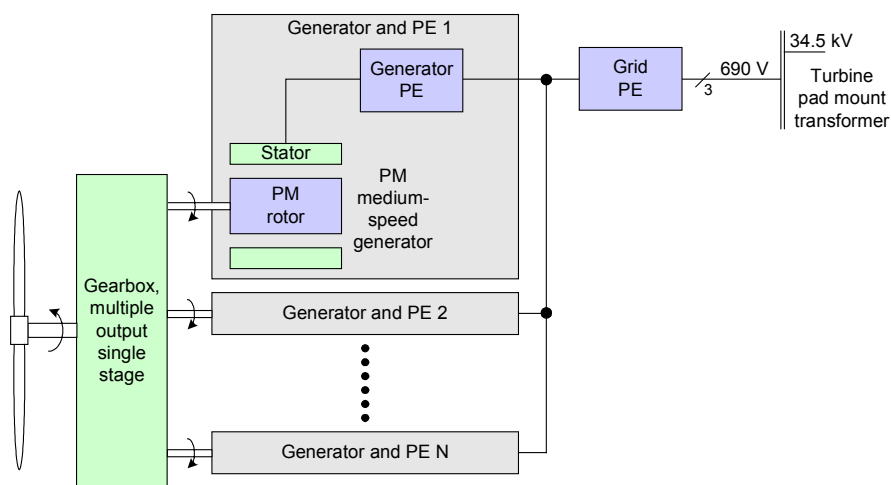 Generator and PE 1
Generator
PE
Grid
PE
690 V
3
34.5 kV
Turbine
pad mount
transformer
Stator
PM
rotor
PM
medium-
speed
generator
Gearbox,
multiple
output
single
stage
Generator and PE 2
Generator and PE N